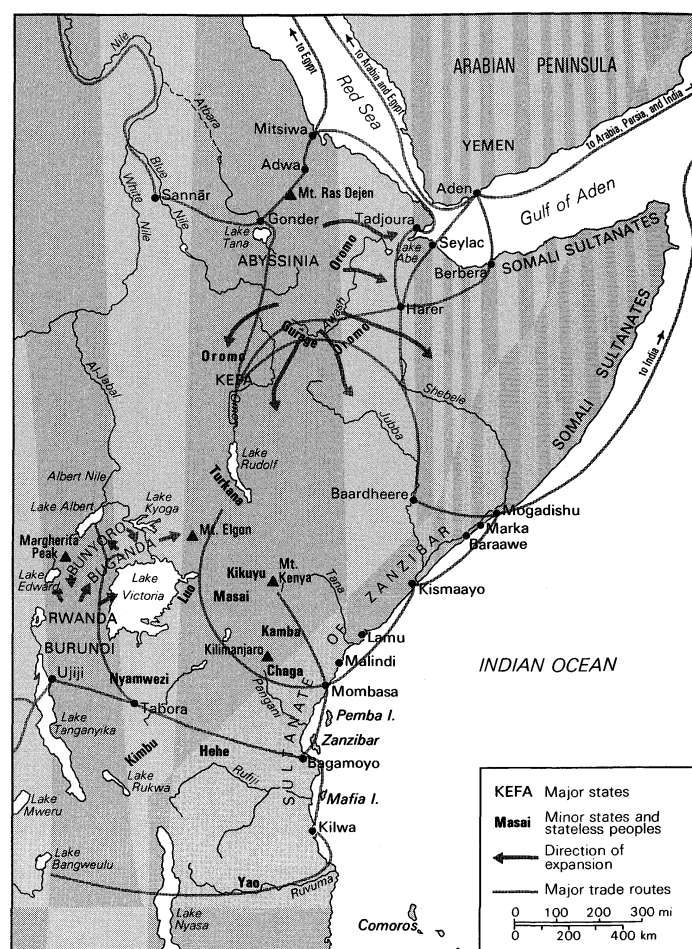 Nile
to Egypt
to Arabia and Egypt
Red Sea
ARABIAN PENINSULA
to Arabia, Persia, and India
Atbara
Mitsiwa
YEMEN
Adwa
Blue
Nile
White
Nile
Sannār
Mt. Ras Dejen
Aden
Gulf of Aden
Gonder
Tadjoura
Lake
Tana
Oromo
Lake
Abe
Seylac
ABYSSINIA
Berbera
SOMALI SULTANATES
Harer
Awash
Gurage
Oromo
SOMALI SULTANATES
to India
Oromo
KEFA
Al-Jabal
Omo
Shebele
Jubba
Lake
Rudolf
Albert Nile
Turkana
Baardheere
Lake Albert
Lake
Kyoga
Mogadishu
Marka
Baraawe
Margherita
Peak
BUNYORO
Mt. Elgon
BUGANDA
Lake
Edward
Lake
Victoria
Luo
Kikuyu
Mt.
Kenya
Masai
Tana
SULTANATE OF ZANZIBAR
Kismaayo
RWANDA
Kamba
Lamu
BURUNDI
Kilimanjaro
Chaga
Malindi
INDIAN OCEAN
Ujiji
Nyamwezi
Pangani
Mombasa
Tabora
Pemba I.
Lake
Tanganyika
Kimbu
Hehe
Zanzibar
Bagamoyo
Lake
Rukwa
Rufiji
Mafia I.
Lake
Mweru
Kilwa
Lake
Bangweulu
Yao
Ruvuma
Lake
Nyasa
Comoros
KEFA Major states
Masai Minor states and
stateless peoples
Direction of
expansion
Major trade routes
0 100 200 300 mi
0 200 400 km